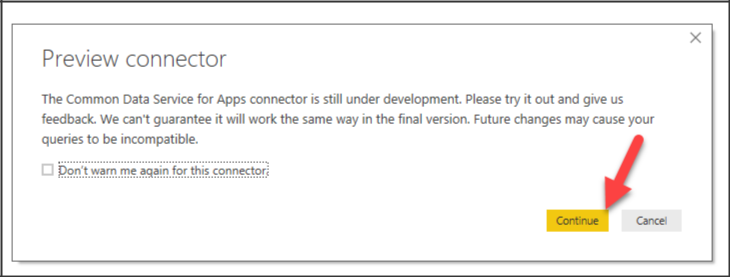 Preview connector
The Common Data Service for Apps connector is still under development. Please try it out and give us
feedback. We can't guarantee it will work the same way in the final version. Future changes may cause your
queries to be incompatible.
Don't warn me again for this connector
Continue Cancel